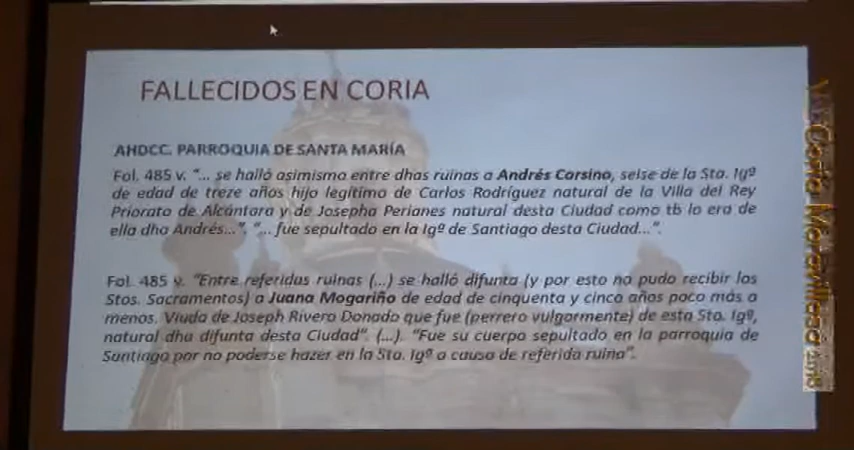 FALLECIDOS EN CORIA
AHDCC. PARROQUIA DE SANTA MARÍA
Fol. 485 v. "... se halló asimismo entre dhas ruinas a Andrés Corsino, seise de la Sta. Igª
de edad de treze años hijo legítimo de Carlos Rodríguez natural de la Villa del Rey
Priorato de Alcántara y de Josepha Perianes natural desta Ciudad como tb lo era de
ella dho Andrés...". "... fue sepultado en la Igª de Santiago desta Ciudad...".
Fol. 485 v. "Entre referidas ruinas (...) se halló difunta (y por esto no pudo recibir los
Stos. Sacramentos) a Juana Mogariño de edad de cinquenta y cinco años poco más o
menos. Viuda de Joseph Rivero Donado que fue (perrero vulgarmente) de esta Sta. Igª,
natural dha difunta desta Ciudad". (...). "Fue su cuerpo sepultado en la parroquia de
Santiago por no poderse hacer en la Sta. Igª a causa de referida ruina".